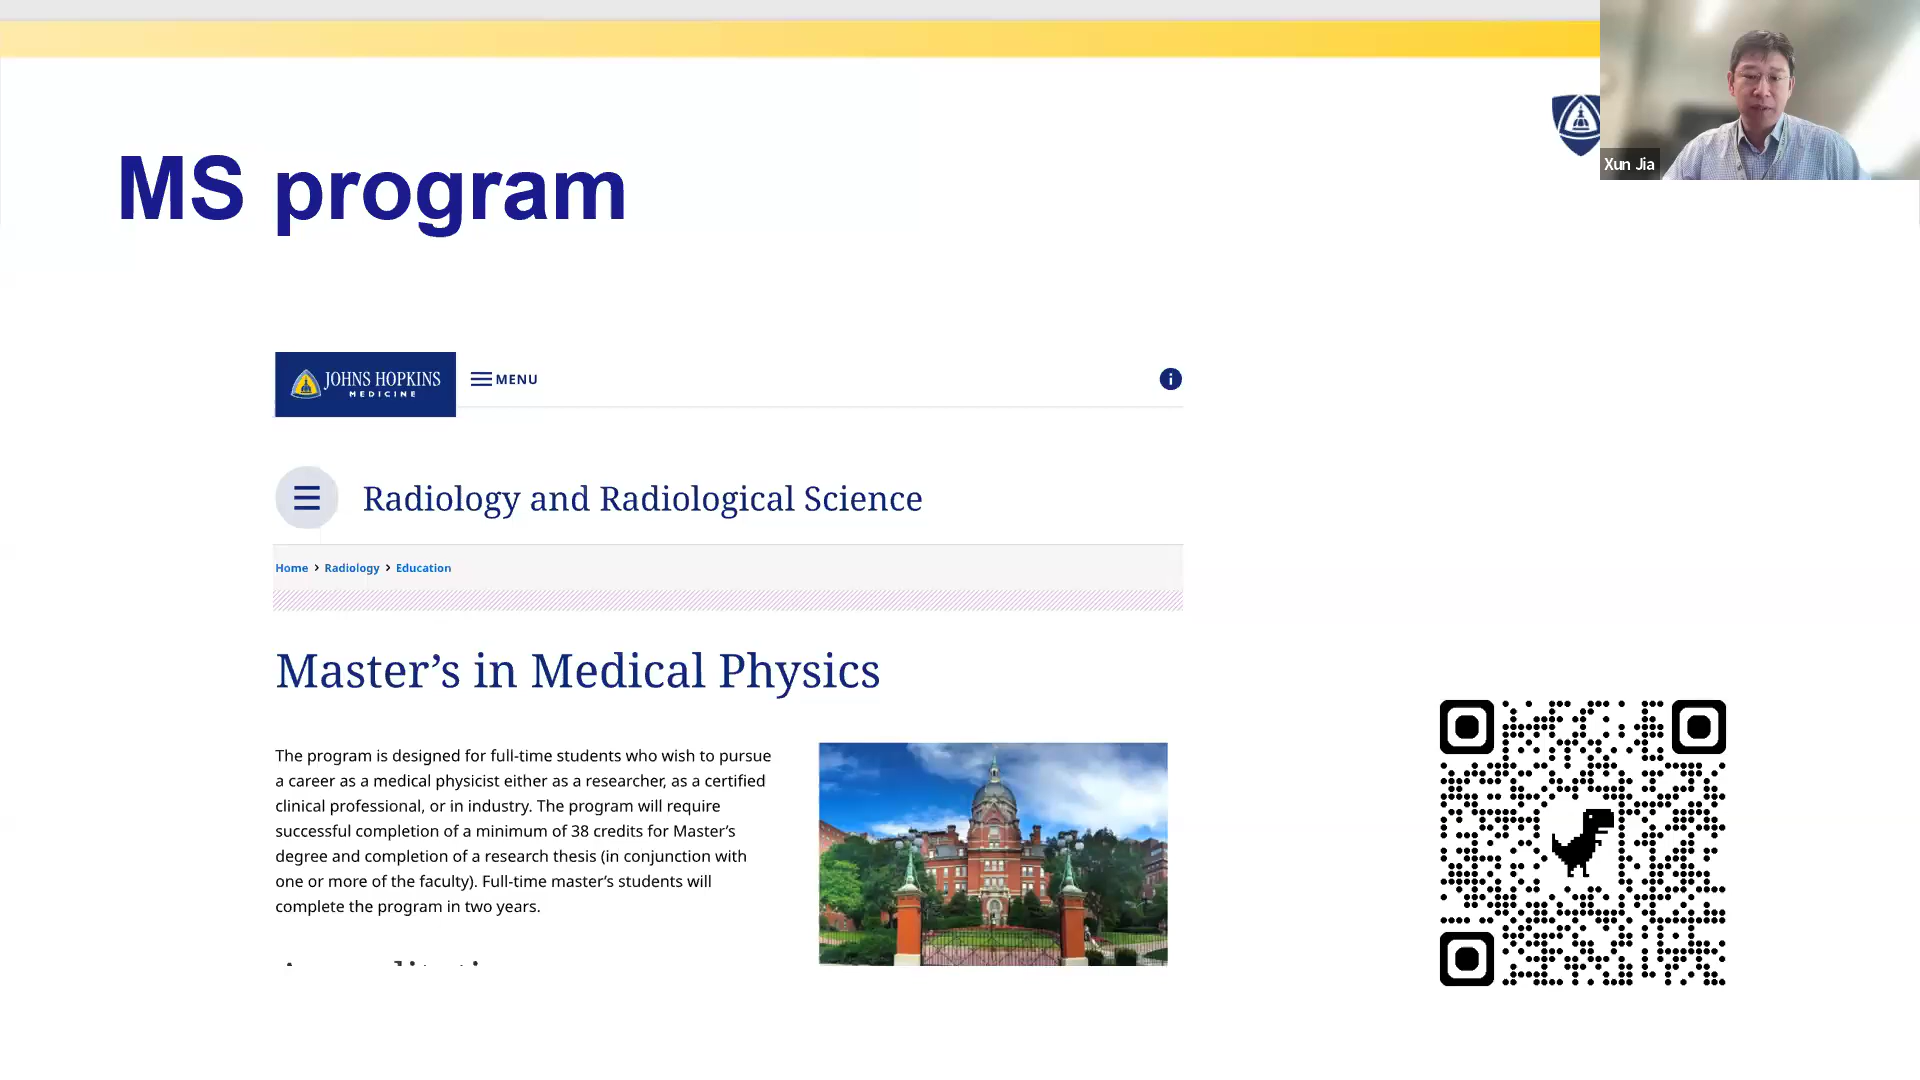 MS program
Xun Jia
JOHNS HOPKINS
MEDICINE
MENU
i
Radiology and Radiological Science
Home > Radiology > Education
Master’s in Medical Physics
The program is designed for full-time students who wish to pursue
a career as a medical physicist either as a researcher, as a certified
clinical professional, or in industry. The program will require
successful completion of a minimum of 38 credits for Master’s
degree and completion of a research thesis (in conjunction with
one or more of the faculty). Full-time master’s students will
complete the program in two years.